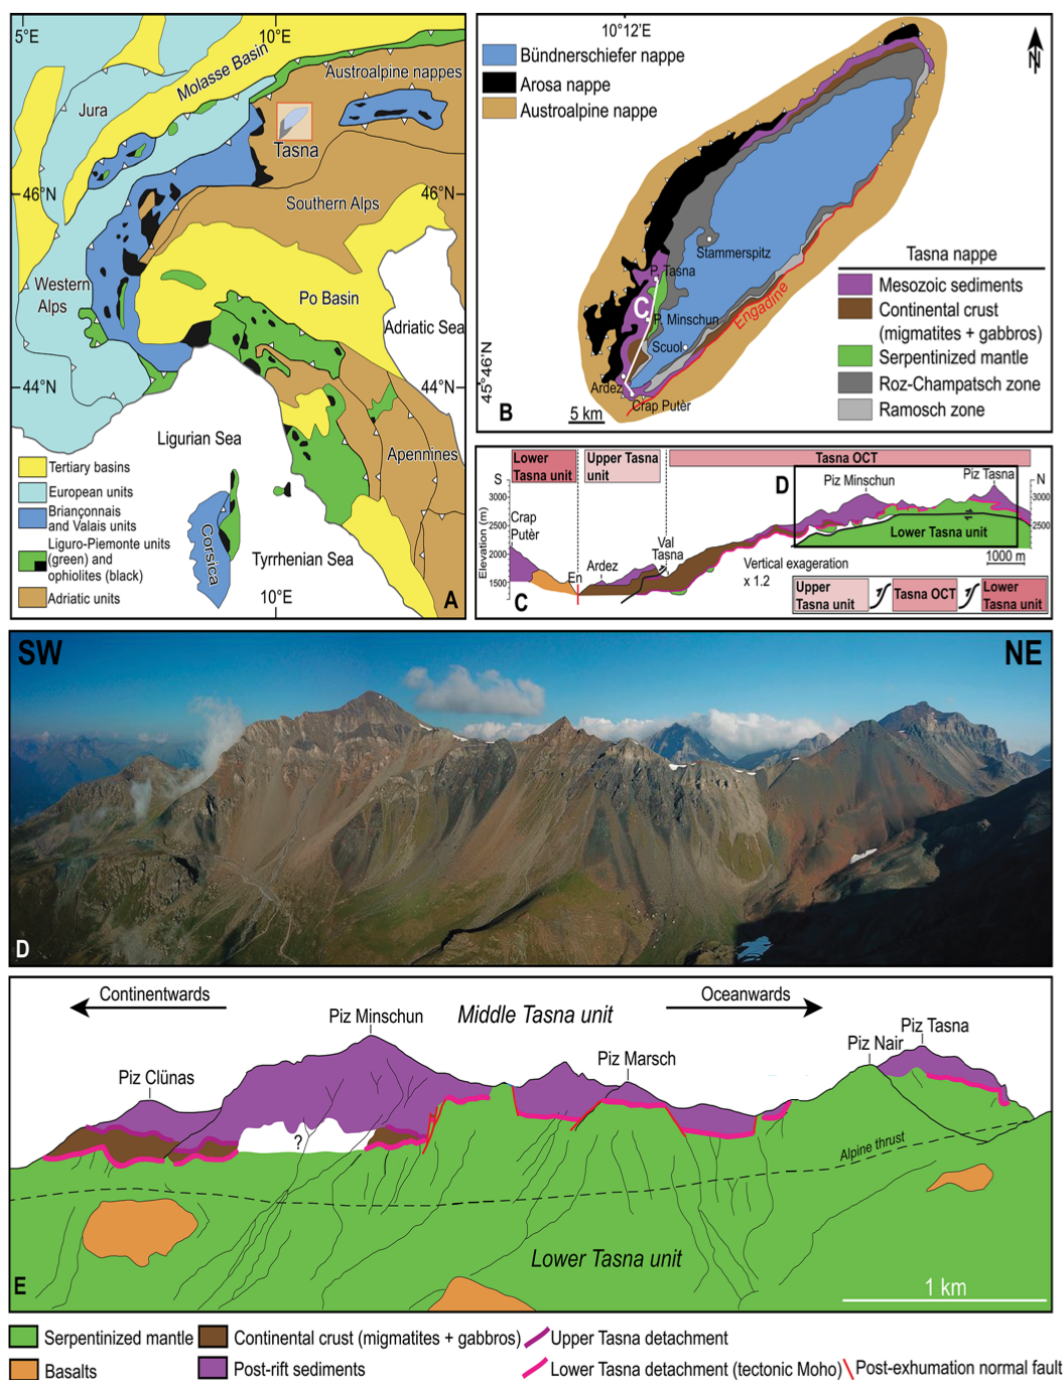 5°E
10°E
Molasse Basin
Austroalpine nappes
Jura
Tasna
46°N
46°N
Southern Alps
Western
Alps
Po Basin
Adriatic Sea
44°N
44°N
Ligurian Sea
Apennines
Tertiary basins
European units
Briançonnais
and Valais units
Liguro-Piemonte units
(green) and
ophiolites (black)
Adriatic units
Corsica
Tyrrhenian Sea
10°E
A
10°12'E
N
Bündnerschiefer nappe
Arosa nappe
Austroalpine nappe
Stammerspitz
P. Tasna
C
P. Minschun
Scuol
Engadine
Ardez
Crap Putèr
45°46'N
B
5 km
Tasna nappe
Mesozoic sediments
Continental crust
(migmatites + gabbros)
Serpentinized mantle
Roz-Champatsch zone
Ramosch zone
Lower
Tasna unit
Upper Tasna
unit
Tasna OCT
S
N
D
Piz Minschun
Piz Tasna
3000
2500
2000
1500
Elevation (m)
3000
2500
Crap
Putèr
Ardez
En
Val
Tasna
Lower Tasna unit
1000 m
Vertical exageration
x 1.2
C
Upper
Tasna unit
Tasna OCT
Lower
Tasna unit
SW
NE
D
Continentwards
Oceanwards
Middle Tasna unit
Piz Minschun
Piz Clünas
Piz Marsch
Piz Nair
Piz Tasna
?
Alpine thrust
Lower Tasna unit
E
1 km
Serpentinized mantle
Continental crust (migmatites + gabbros)
Upper Tasna detachment
Basalts
Post-rift sediments
Lower Tasna detachment (tectonic Moho)
Post-exhumation normal fault